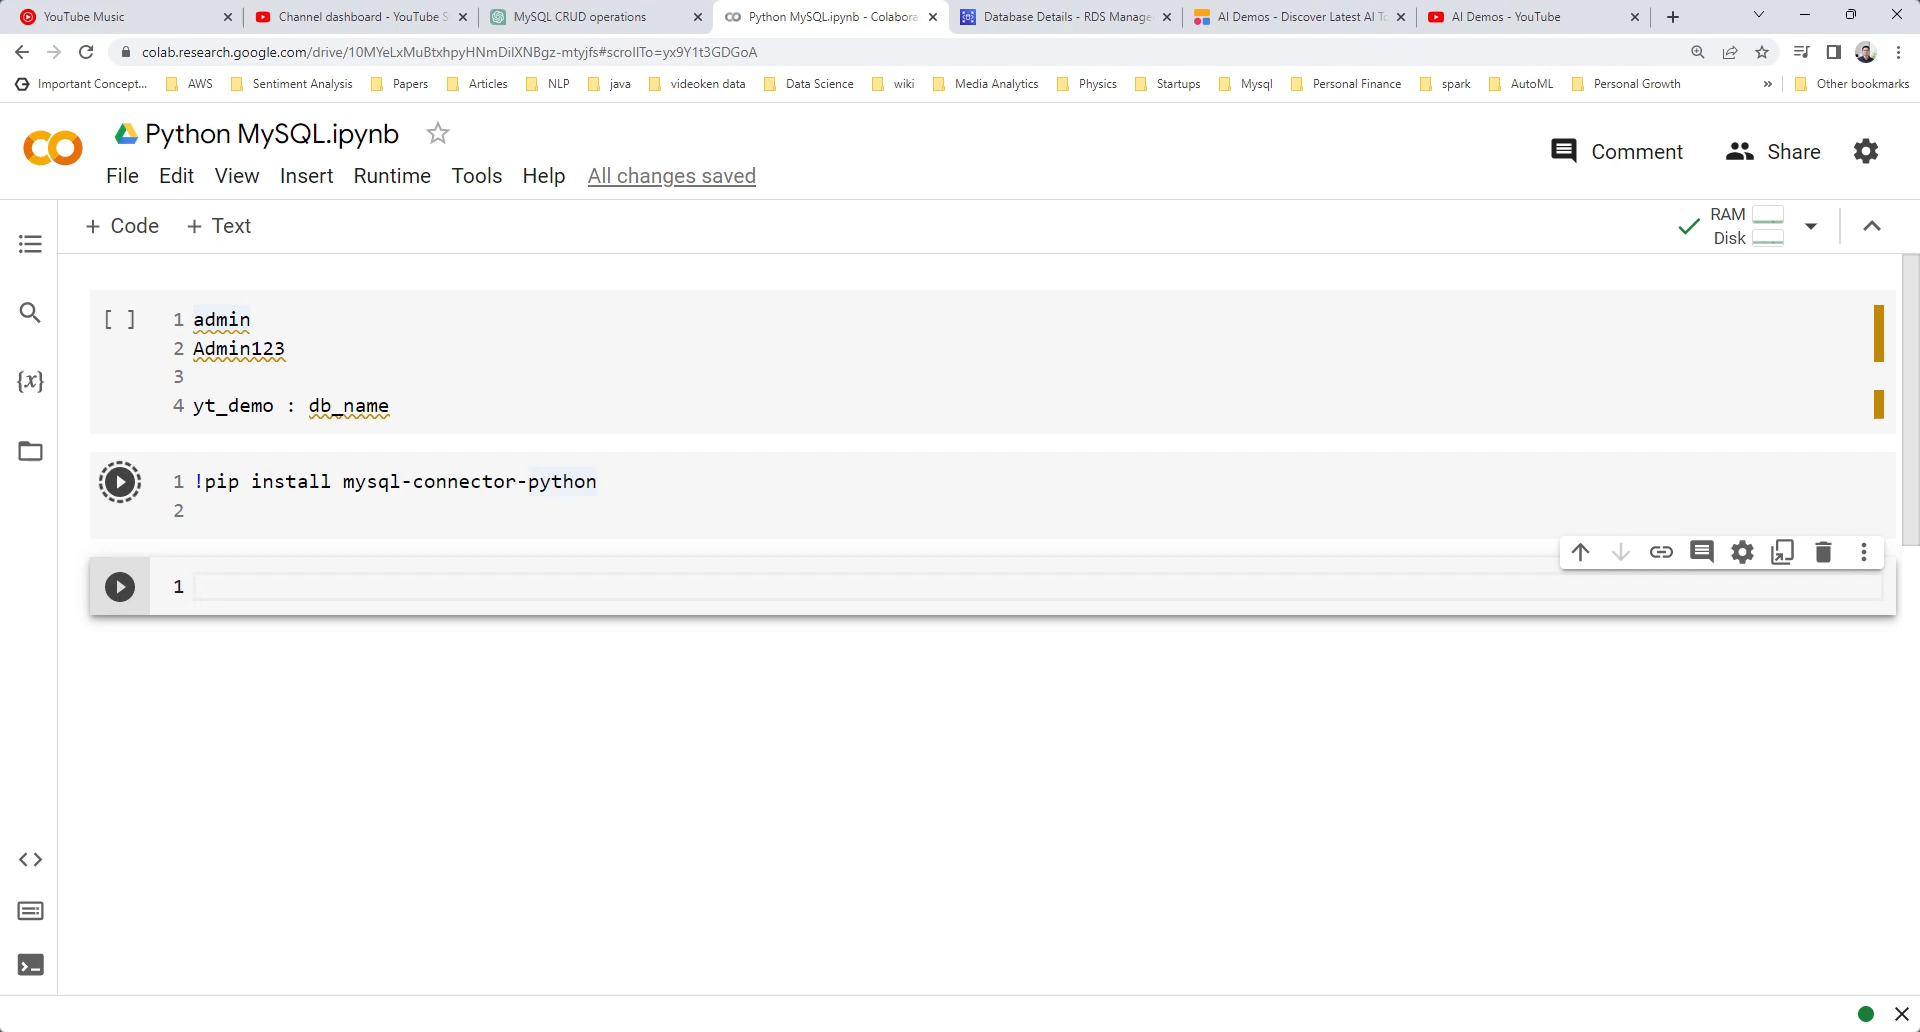 YouTube Music
Channel dashboard - YouTube S
MySQL CRUD operations
Python MySQL.ipynb - Colabora
Database Details - RDS Manage
AI Demos - Discover Latest AI To
AI Demos - YouTube
colab.research.google.com/drive/10MYeLxMuBtxhpyHNmDilXNBgz-mtyjfs#scrollTo=yx9Y1t3GDGoA
Important Concept...
AWS
Sentiment Analysis
Papers
Articles
NLP
java
videoken data
Data Science
wiki
Media Analytics
Physics
Startups
Mysql
Personal Finance
spark
AutoML
Personal Growth
»
Other bookmarks
CO
Python MySQL.ipynb
Comment
Share
File Edit View Insert Runtime Tools Help All changes saved
+ Code + Text
RAM
Disk
{x}
[ ]
1 admin
2 Admin123
3
4 yt_demo : db_name
1 !pip install mysql-connector-python
2
1